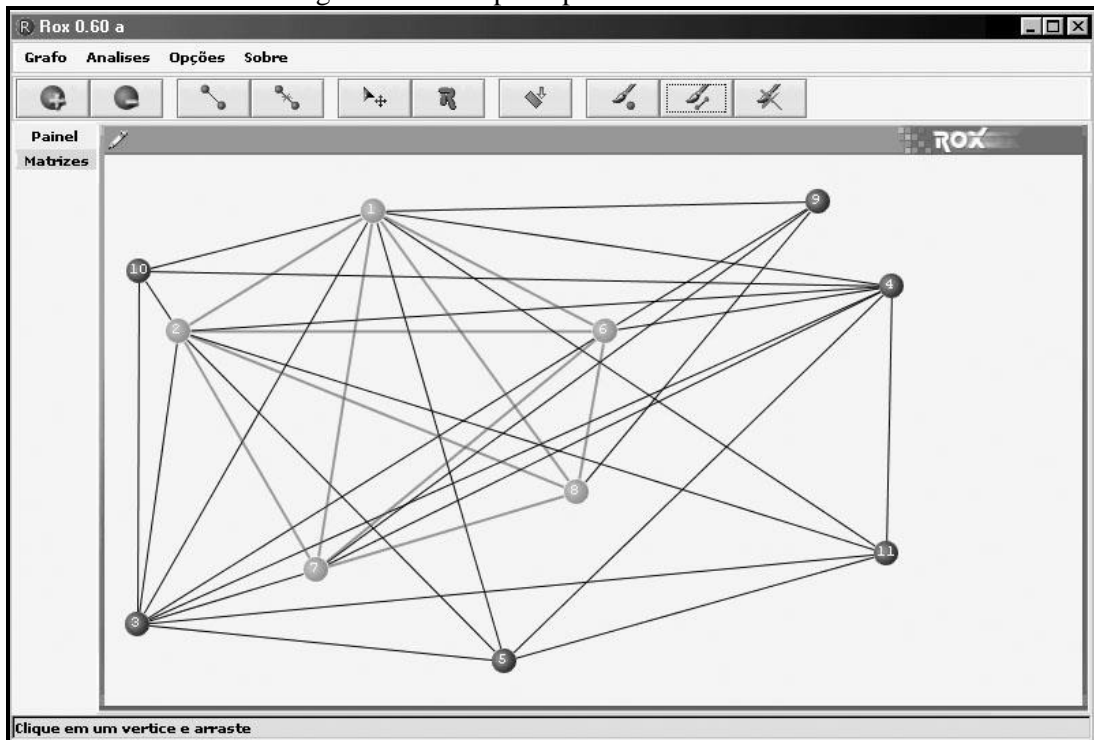 Rox 0.60 a
Grafo Analises Opções Sobre
Painel
Matrizes
ROX
1
9
10
4
2
6
8
11
7
3
5
Clique em um vertice e arraste